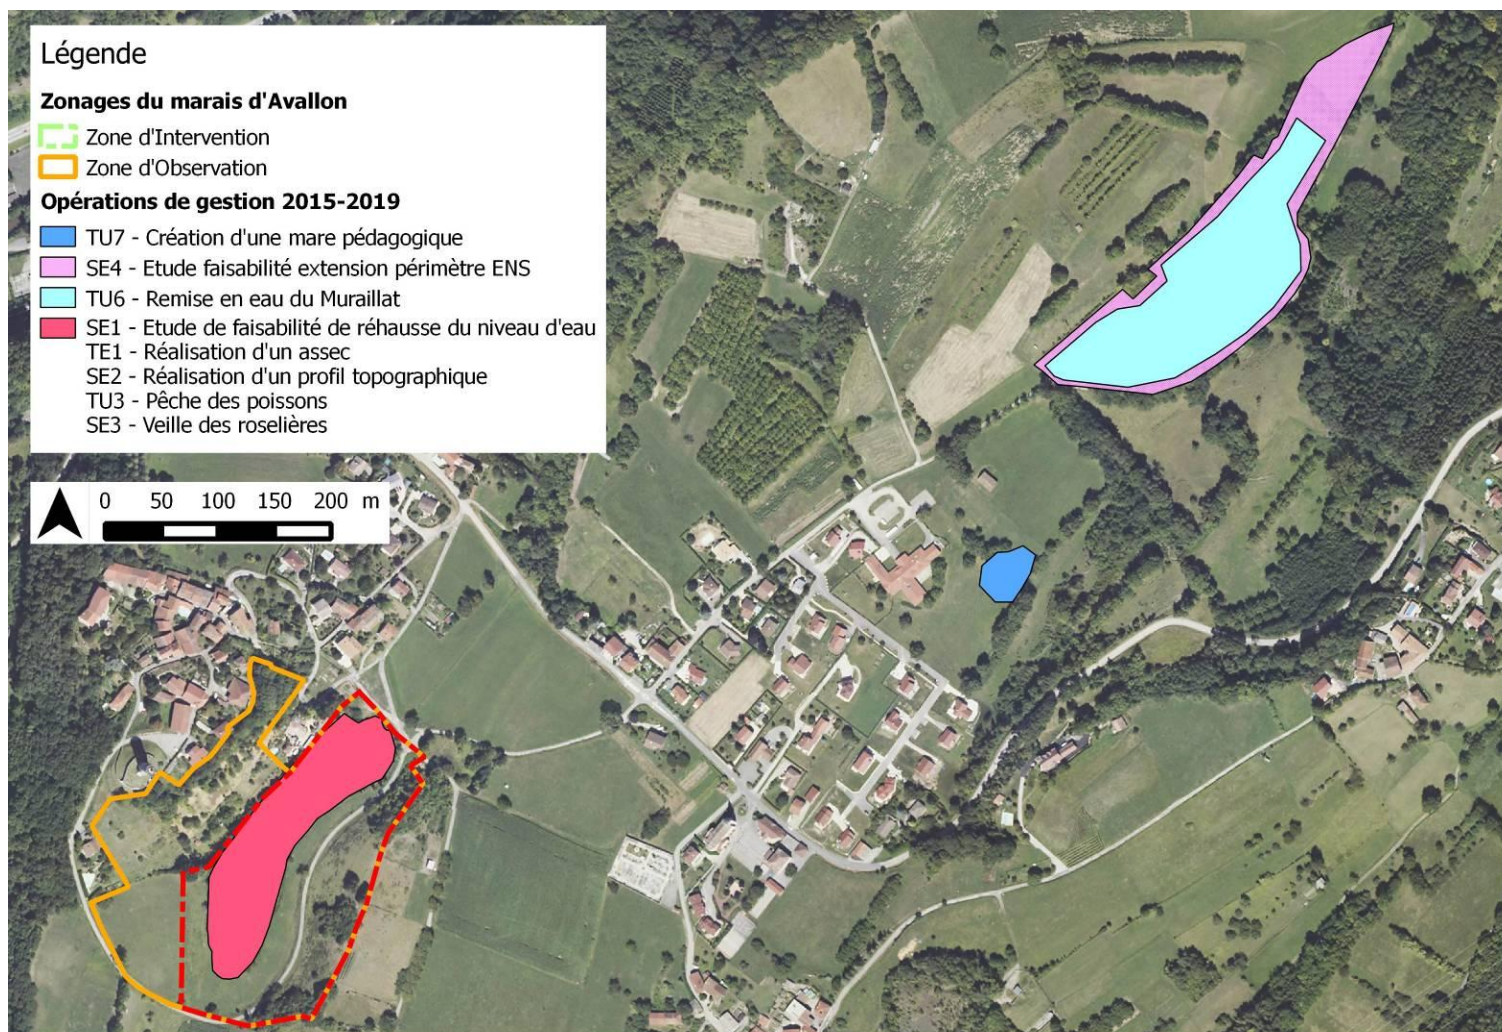 Légende
Zonages du marais d'Avallon
Zone d'Intervention
Zone d'Observation
Opérations de gestion 2015-2019
TU7 - Création d'une mare pédagogique
SE4 - Etude faisabilité extension périmètre ENS
TU6 - Remise en eau du Muraillat
SE1 - Etude de faisabilité de réhausse du niveau d'eau
TE1 - Réalisation d'un assec
SE2 - Réalisation d'un profil topographique
TU3 - Pêche des poissons
SE3 - Veille des roselières
0 50 100 150 200 m